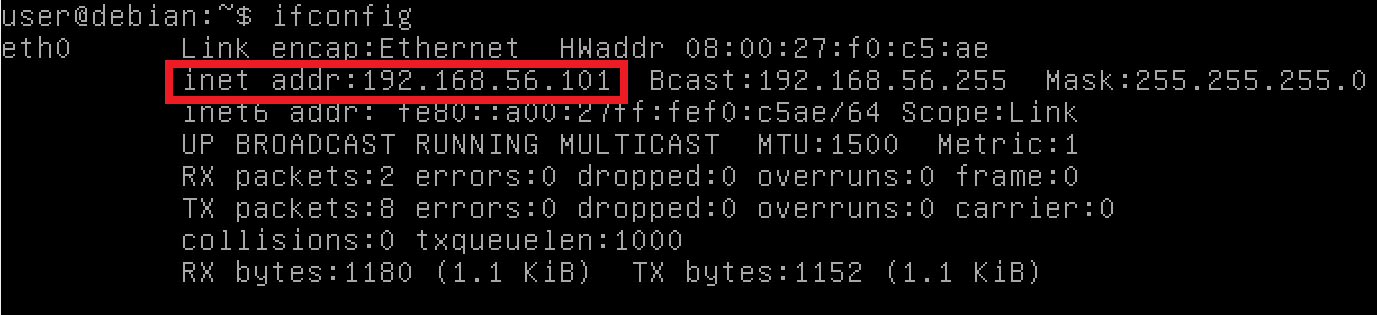 user@debian:~$ ifconfig
eth0 Link encap:Ethernet HWaddr 08:00:27:f0:c5:ae
inet addr:192.168.56.101 Bcast:192.168.56.255 Mask:255.255.255.0
inet6 addr: fe80::a00:27ff:fef0:c5ae/64 Scope:Link
UP BROADCAST RUNNING MULTICAST MTU:1500 Metric:1
RX packets:2 errors:0 dropped:0 overruns:0 frame:0
TX packets:8 errors:0 dropped:0 overruns:0 carrier:0
collisions:0 txqueuelen:1000
RX bytes:1180 (1.1 KiB) TX bytes:1152 (1.1 KiB)